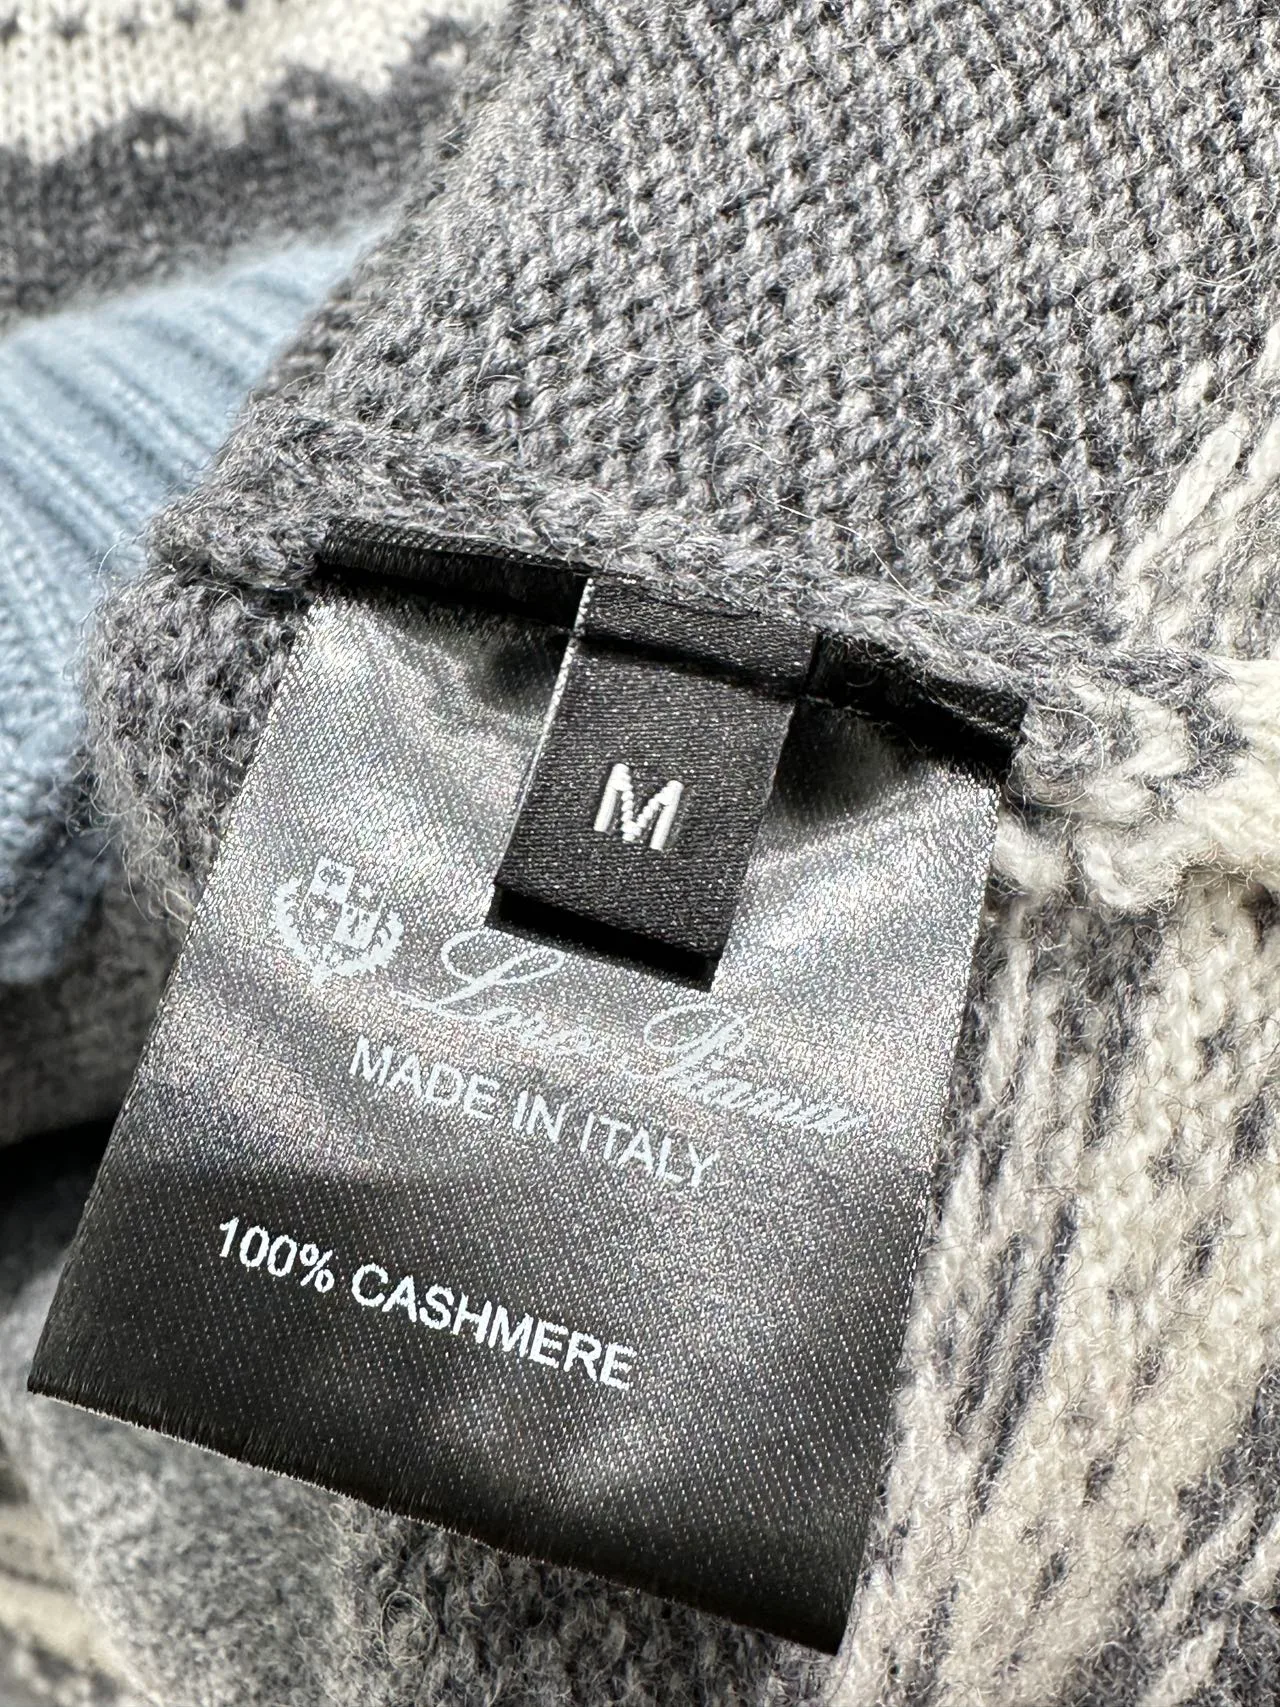 M
Loro Piana
MADE IN ITALY
100% CASHMERE